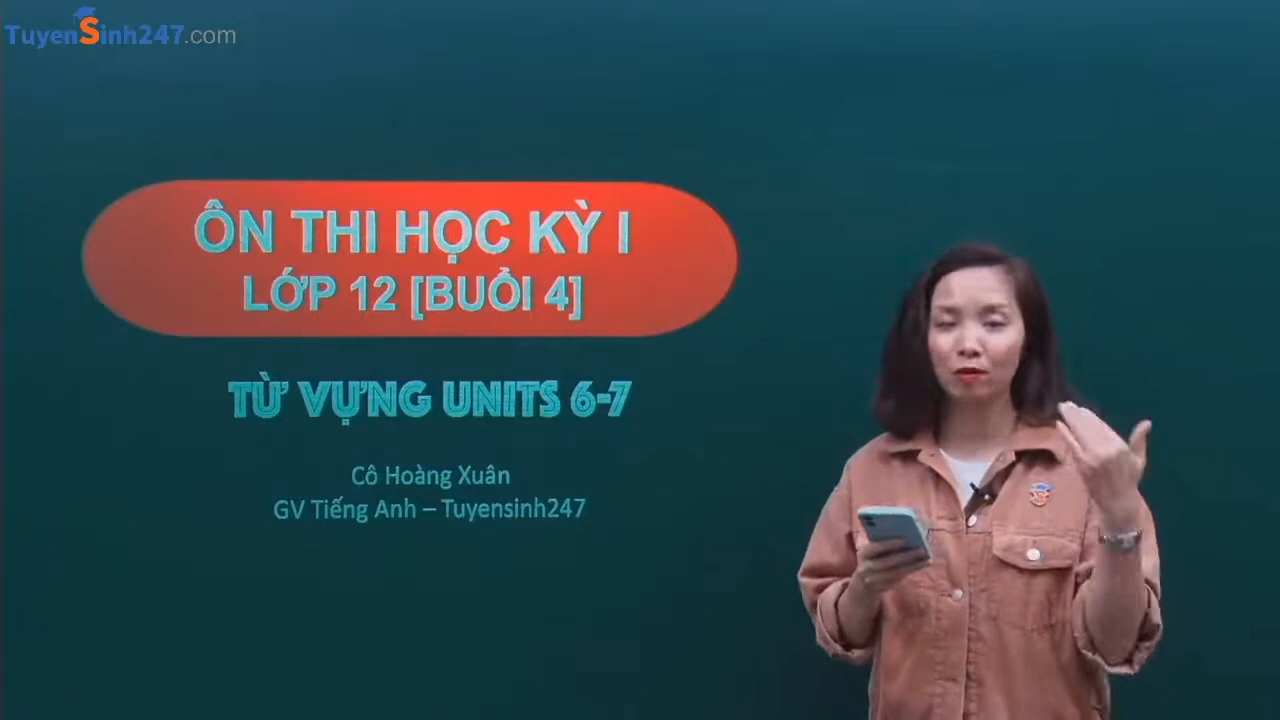 TuyenSinh247.com
ÔN THI HỌC KỲ I
LỚP 12 [BUỔI 4]
TỪ VỰNG UNITS 6-7
Cô Hoàng Xuân
GV Tiếng Anh – Tuyensinh247